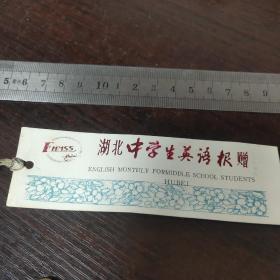 5 6 7 8 9 10 1 2 3 4 5 6 7 8 9
EMSS
湖北中学生英语报赠
ENGLISH MONTHLY FORMIDDLE SCHOOL STUDENTS
HUBEI